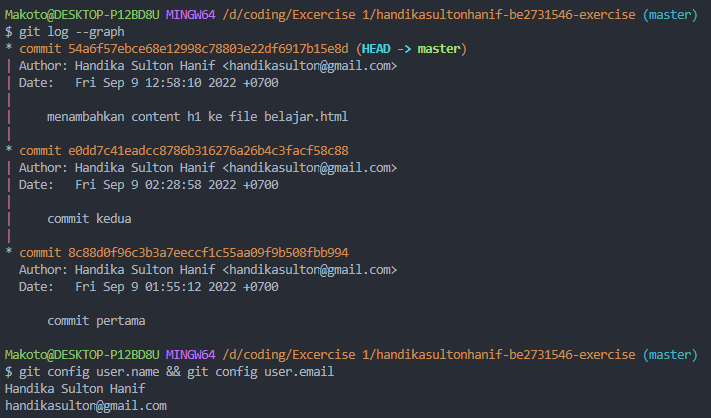 Makoto@DESKTOP-P12BD8U MINGW64 /d/coding/Excercise 1/handikasultonhanif-be2731546-exercise (master)
$ git log --graph
* commit 54a6f57ebce68e12998c78803e22df6917b15e8d (HEAD -> master)
| Author: Handika Sulton Hanif <handikasulton@gmail.com>
| Date:   Fri Sep 9 12:58:10 2022 +0700
|
|     menambahkan content h1 ke file belajar.html
|
* commit e0dd7c41eadcc8786b316276a26b4c3facf58c88
| Author: Handika Sulton Hanif <handikasulton@gmail.com>
| Date:   Fri Sep 9 02:28:58 2022 +0700
|
|     commit kedua
|
* commit 8c88d0f96c3b3a7eeccf1c55aa09f9b508fbb994
  Author: Handika Sulton Hanif <handikasulton@gmail.com>
  Date:   Fri Sep 9 01:55:12 2022 +0700

      commit pertama

Makoto@DESKTOP-P12BD8U MINGW64 /d/coding/Excercise 1/handikasultonhanif-be2731546-exercise (master)
$ git config user.name && git config user.email
Handika Sulton Hanif
handikasulton@gmail.com